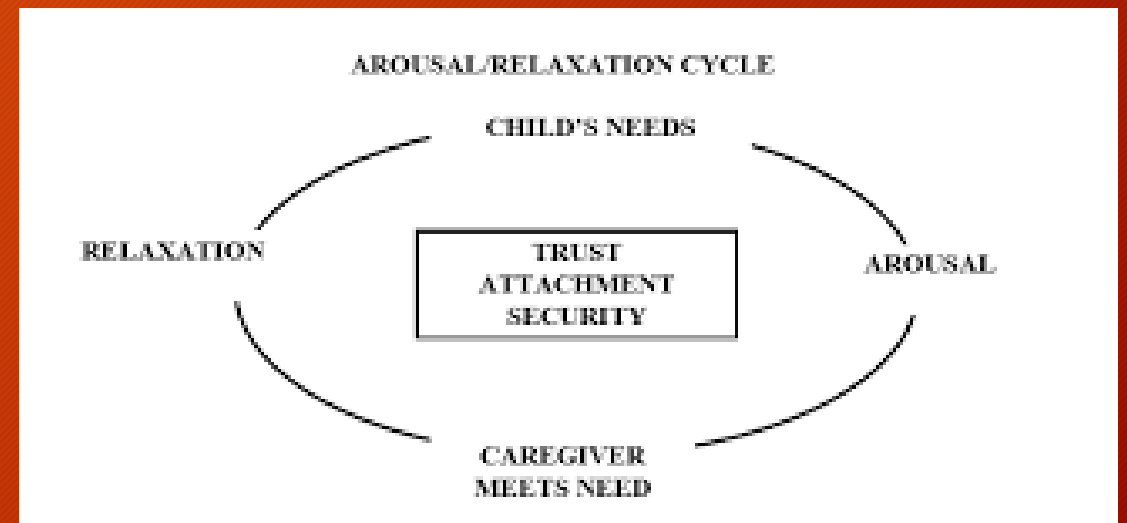 AROUSAL/RELAXATION CYCLE
CHILD'S NEEDS
RELAXATION
TRUST
ATTACHMENT
SECURITY
AROUSAL
CAREGIVER
MEETS NEED